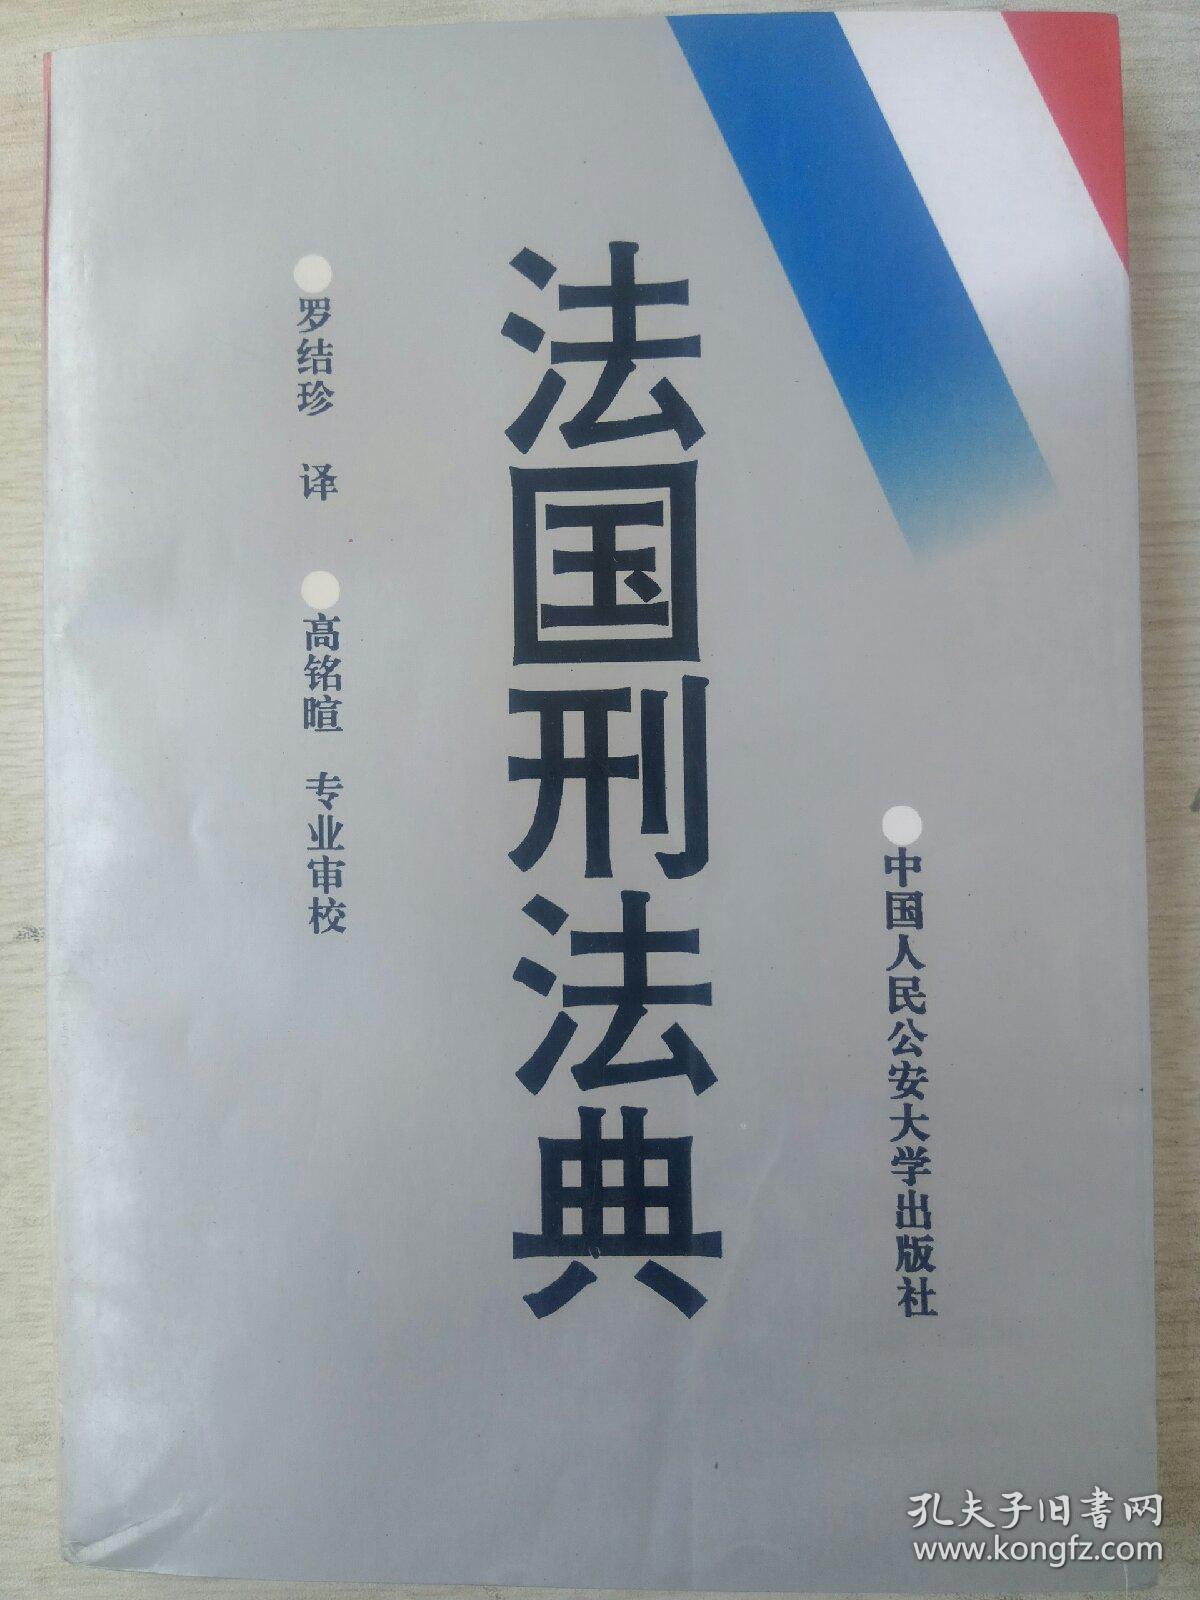 法国刑法典
罗结珍 译
高铭暄 专业审校
中国人民公安大学出版社
孔夫子旧书网
www.kongfz.com